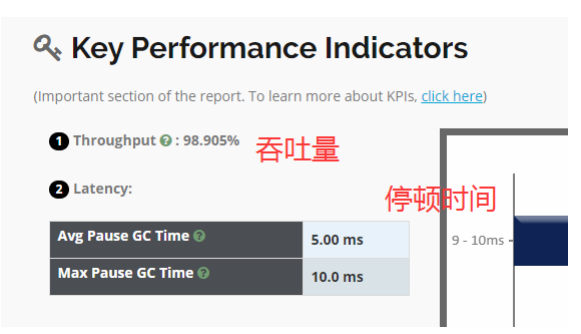 Key Performance Indicators
(Important section of the report. To learn more about KPIs, click here)
1 Throughput ? : 98.905%
吞吐量
2 Latency:
停顿时间
Avg Pause GC Time ? 5.00 ms
Max Pause GC Time ? 10.0 ms
9 - 10ms